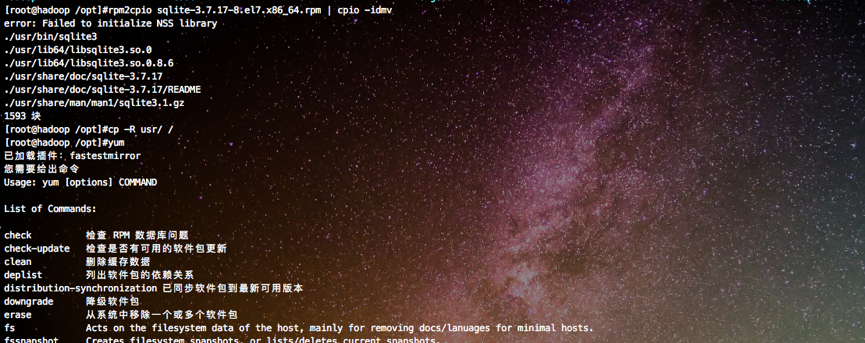 [root@hadoop /opt]#rpm2cpio sqlite-3.7.17-8.el7.x86_64.rpm | cpio -idmv
error: Failed to initialize NSS library
./usr/bin/sqlite3
./usr/lib64/libsqlite3.so.0
./usr/lib64/libsqlite3.so.0.8.6
./usr/share/doc/sqlite-3.7.17
./usr/share/doc/sqlite-3.7.17/README
./usr/share/man/man1/sqlite3.1.gz
1593 块
[root@hadoop /opt]#cp -R usr/ /
[root@hadoop /opt]#yum
已加载插件：fastestmirror
您需要给出命令
Usage: yum [options] COMMAND
List of Commands:
check 检查 RPM 数据库问题
check-update 检查是否有可用的软件包更新
clean 删除缓存数据
deplist 列出软件包的依赖关系
distribution-synchronization 已同步软件包到最新可用版本
downgrade 降级软件包
erase 从系统中移除一个或多个软件包
fs Acts on the filesystem data of the host, mainly for removing docs/lanuages for minimal hosts.
fssnapshot Creates filesystem snapshots, or lists/deletes current snapshots.